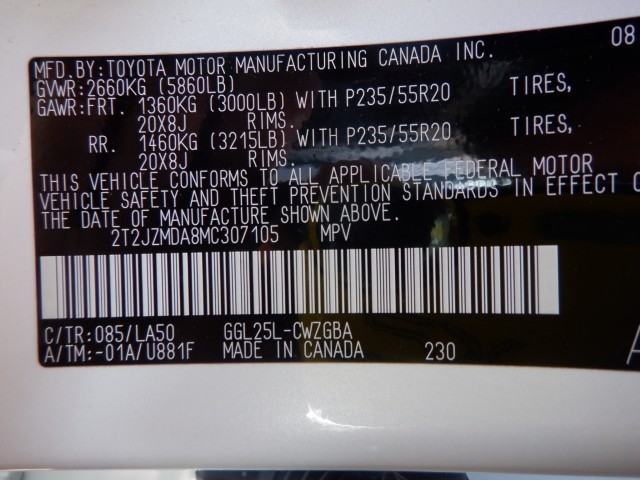 08
MFD.BY:TOYOTA MOTOR MANUFACTURING CANADA INC.
GVWR:2660KG (5860LB)
GAWR:FRT. 1360KG (3000LB) WITH P235/55R20 TIRES,
20X8J RIMS.
RR. 1460KG (3215LB) WITH P235/55R20 TIRES,
20X8J RIMS.
THIS VEHICLE CONFORMS TO ALL APPLICABLE FEDERAL MOTOR
VEHICLE SAFETY AND THEFT PREVENTION STANDARDS IN EFFECT
THE DATE OF MANUFACTURE SHOWN ABOVE.
2T2JZMDA8MC307105 MPV
C/TR:085/LA50 GGL25L-CWZGBA
A/TM:-01A/U881F MADE IN CANADA 230